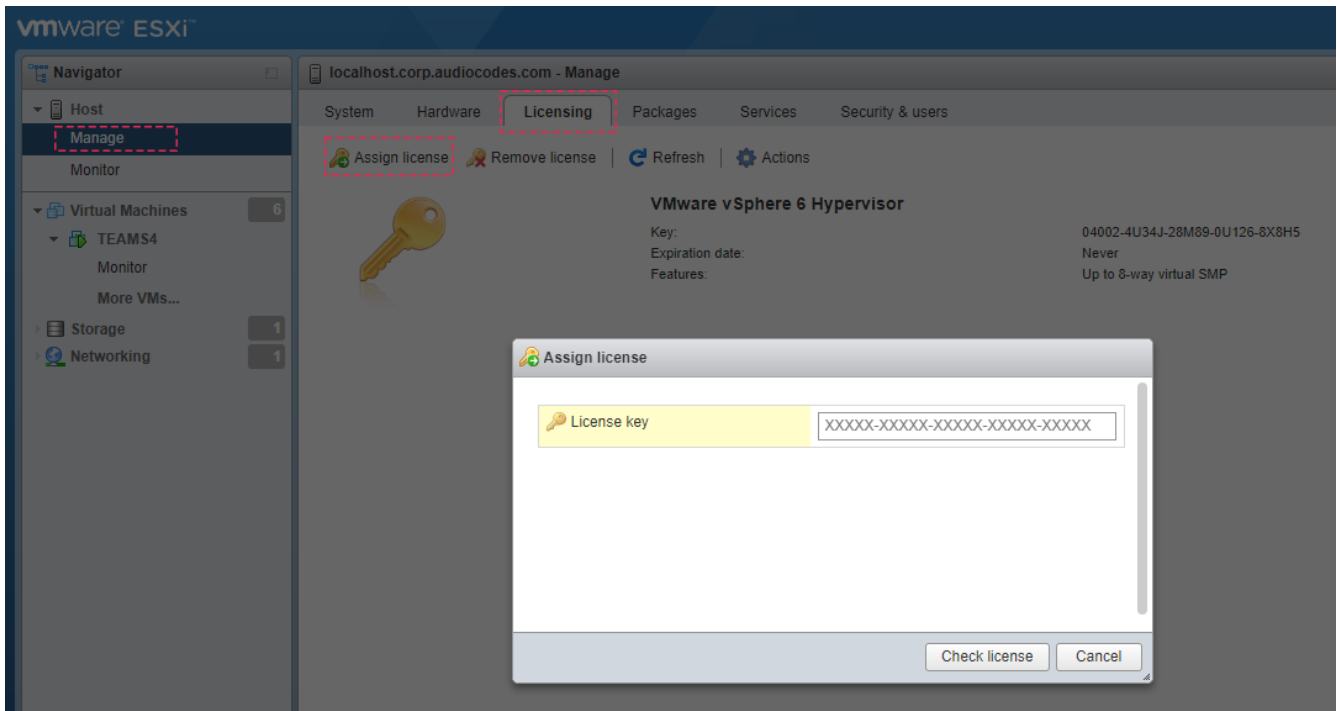 vmware ESXi™
Navigator
Host
Manage
Monitor
Virtual Machines 6
TEAMS4
Monitor
More VMs...
Storage 1
Networking 1
localhost.corp.audiocodes.com - Manage
System Hardware Licensing Packages Services Security & users
Assign license Remove license Refresh Actions
VMware vSphere 6 Hypervisor
Key: 04002-4U34J-28M89-0U126-8X8H5
Expiration date: Never
Features: Up to 8-way virtual SMP
Assign license
License key XXXXX-XXXXX-XXXXX-XXXXX-XXXXX
Check license Cancel